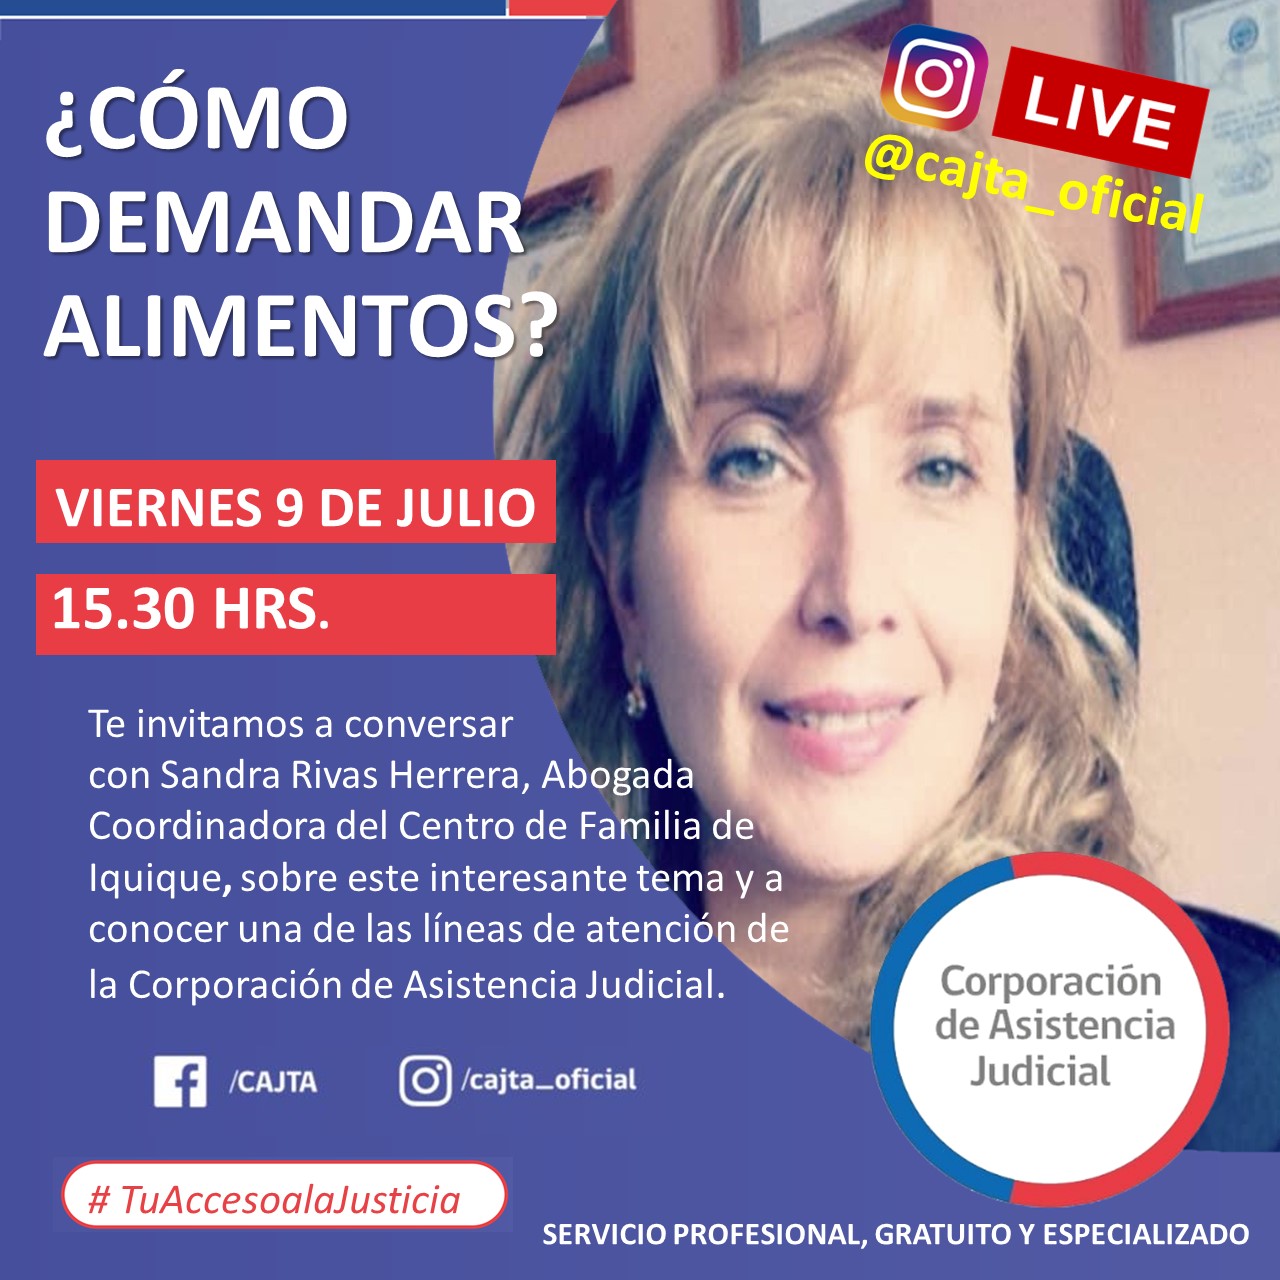 ¿CÓMO
DEMANDAR
ALIMENTOS?
LIVE
@cajta_oficial
VIERNES 9 DE JULIO
15.30 HRS.
Te invitamos a conversar
con Sandra Rivas Herrera, Abogada
Coordinadora del Centro de Familia de
Iquique, sobre este interesante tema y a
conocer una de las líneas de atención de
la Corporación de Asistencia Judicial.
/CAJTA
/cajta_oficial
Corporación
de Asistencia
Judicial
# TuAccesoalaJusticia
SERVICIO PROFESIONAL, GRATUITO Y ESPECIALIZADO